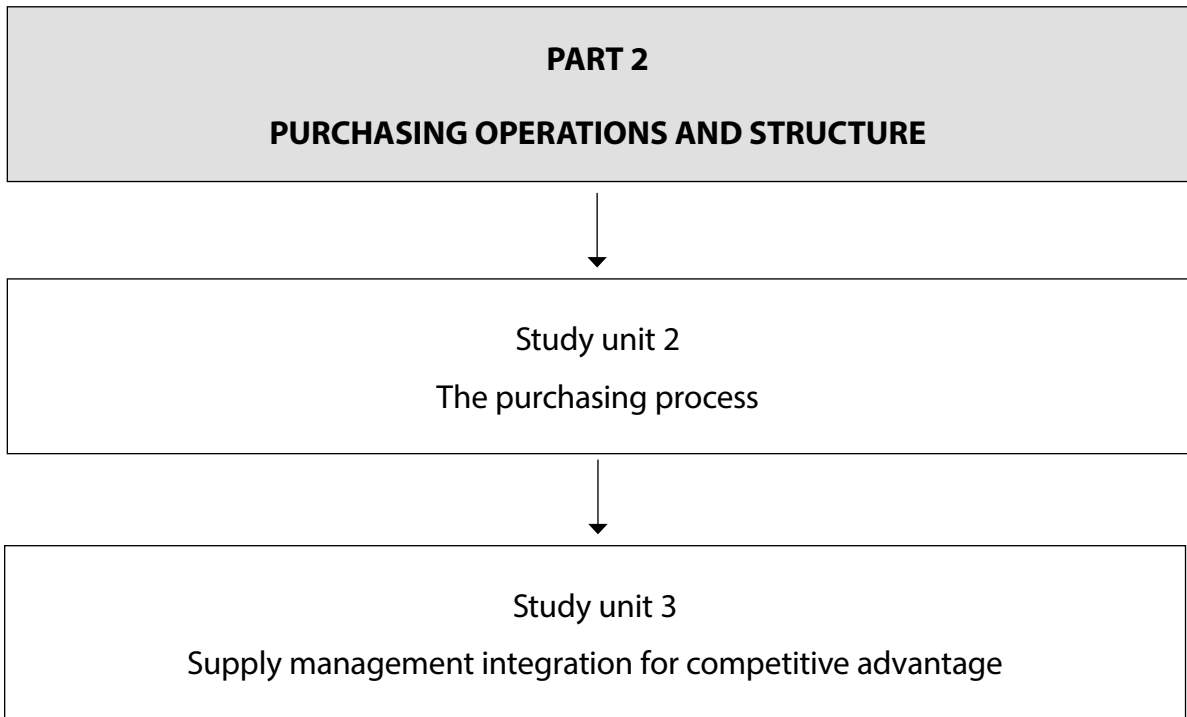 PART 2
PURCHASING OPERATIONS AND STRUCTURE
Study unit 2
The purchasing process
Study unit 3
Supply management integration for competitive advantage